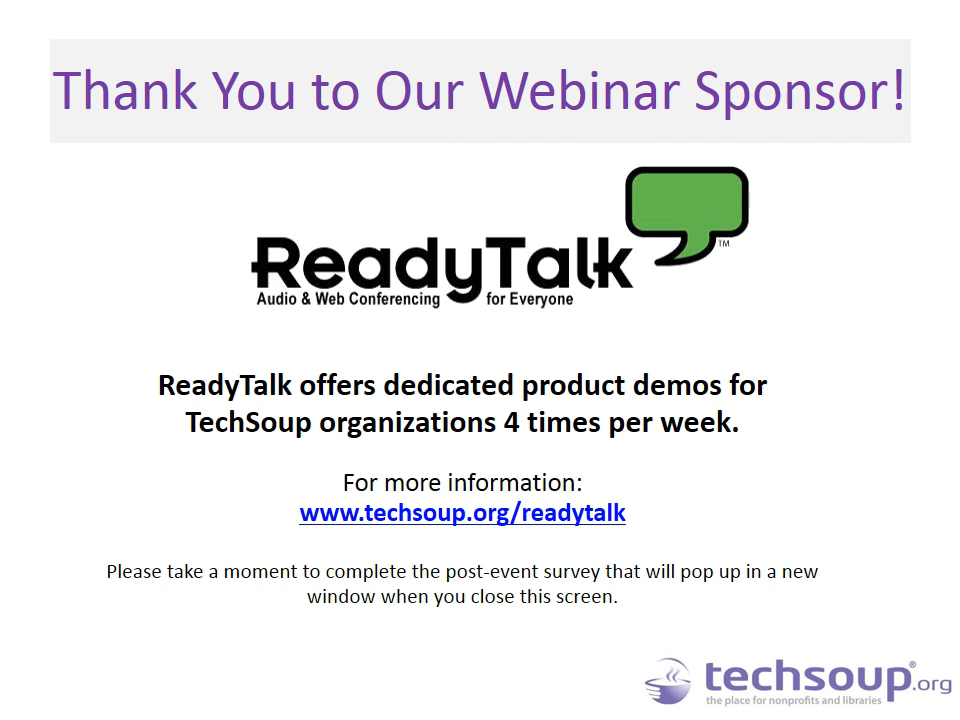 Thank You to Our Webinar Sponsor!
ReadyTalk ™
Audio & Web Conferencing for Everyone
ReadyTalk offers dedicated product demos for
TechSoup organizations 4 times per week.
For more information:
www.techsoup.org/readytalk
Please take a moment to complete the post-event survey that will pop up in a new
window when you close this screen.
techsoup®.org
the place for nonprofits and libraries